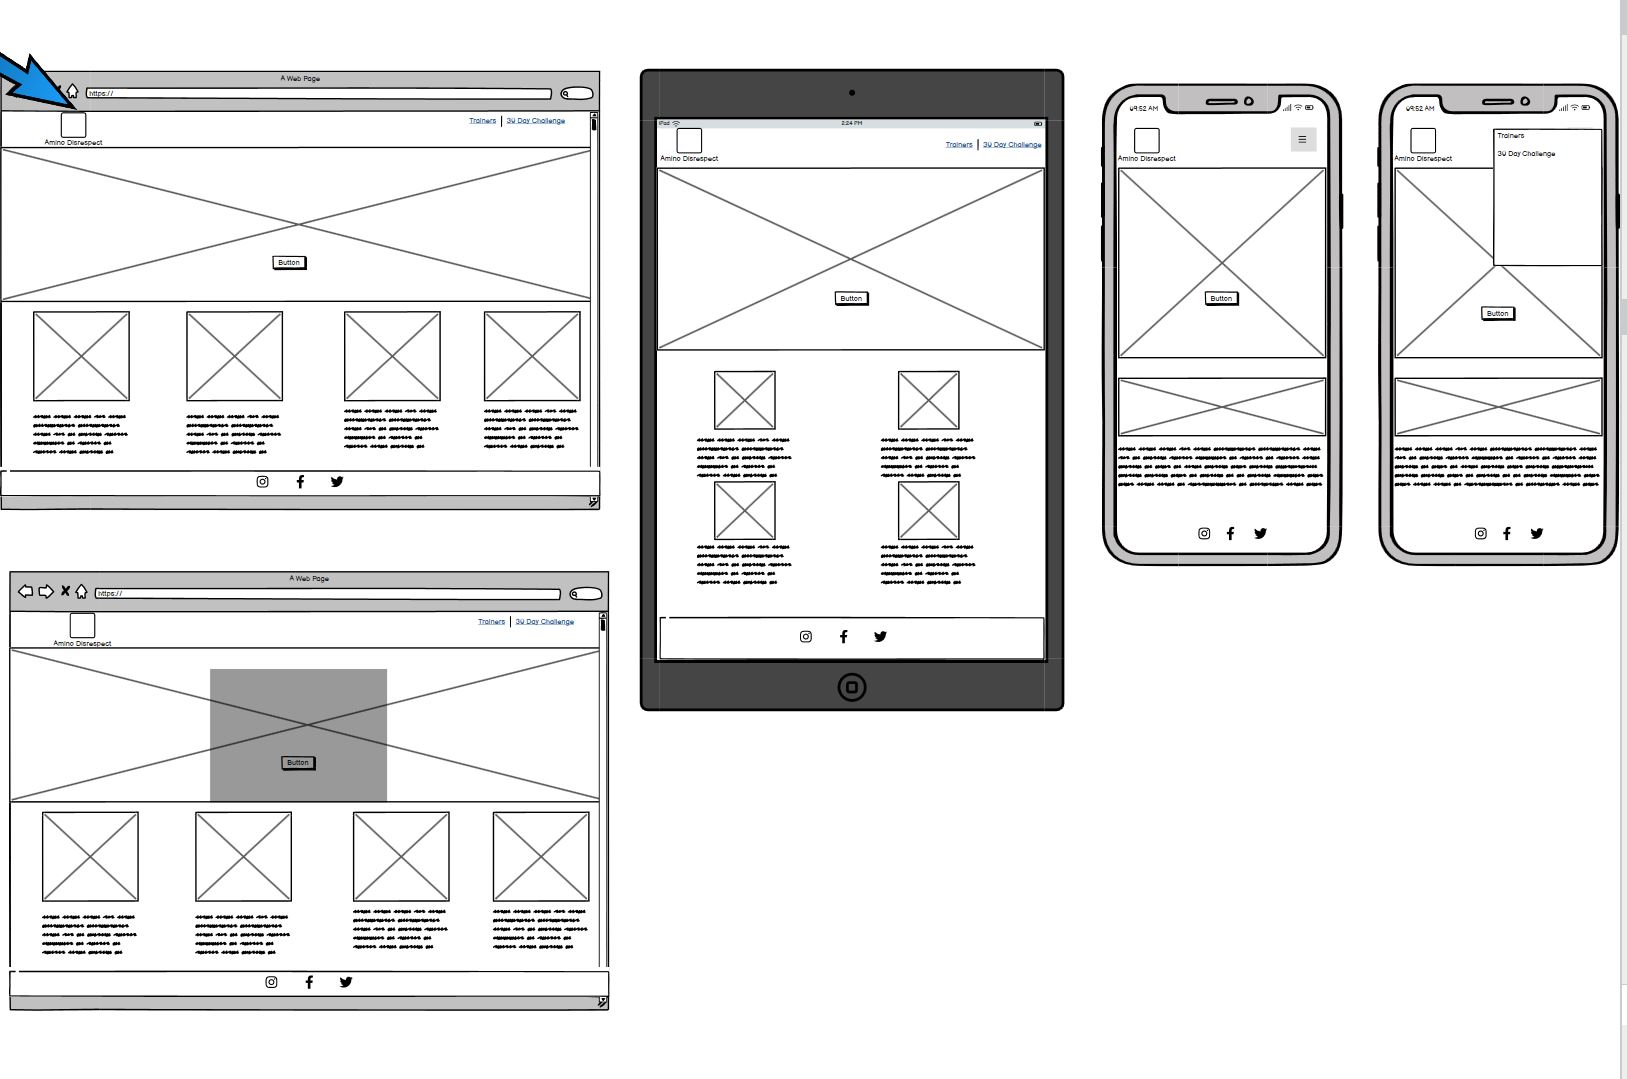 A Web Page
https://
Trainers
30 Day Challenge
Amino Disrespect
Button
A Web Page
https://
Trainers
30 Day Challenge
Amino Disrespect
Button
iPad
2:24 PM
Trainers
30 Day Challenge
Amino Disrespect
Button
09:52 AM
Amino Disrespect
Button
09:52 AM
Trainers
30 Day Challenge
Amino Disrespect
Button